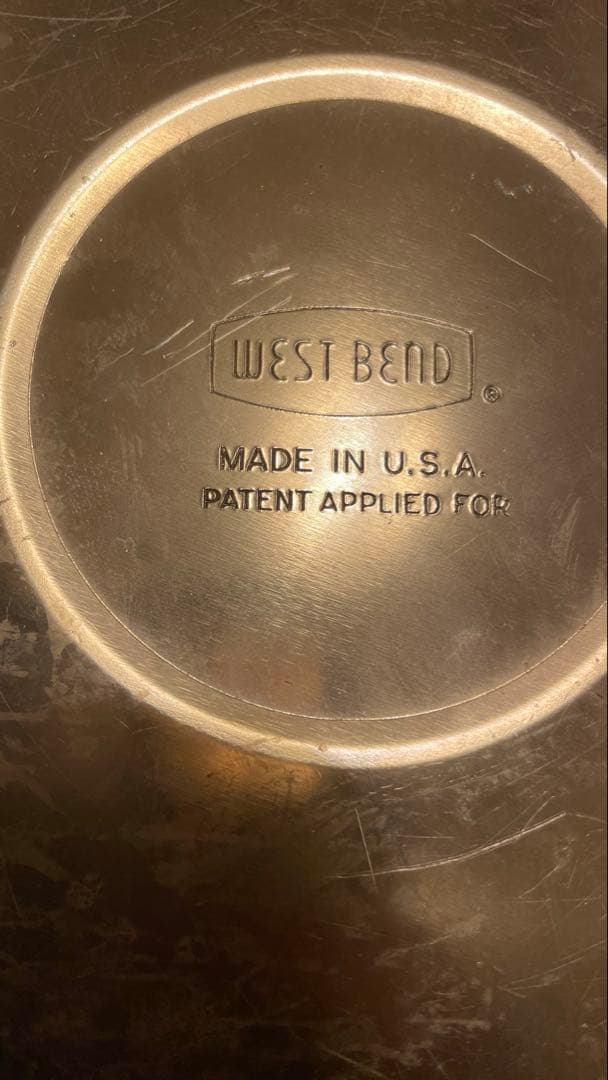 WEST BEND ®
MADE IN U.S.A.
PATENT APPLIED FOR